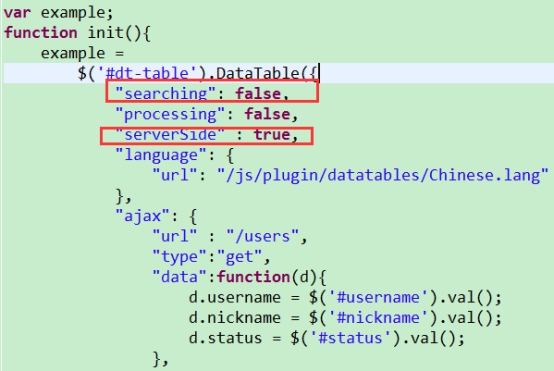 var example;
function init(){
example =
$('#dt-table').DataTable({
"searching": false,
"processing": false,
"serverSide" : true,
"language": {
"url": "/js/plugin/datatables/Chinese.lang"
},
"ajax": {
"url" : "/users",
"type":"get",
"data":function(d){
d.username = $('#username').val();
d.nickname = $('#nickname').val();
d.status = $('#status').val();
},